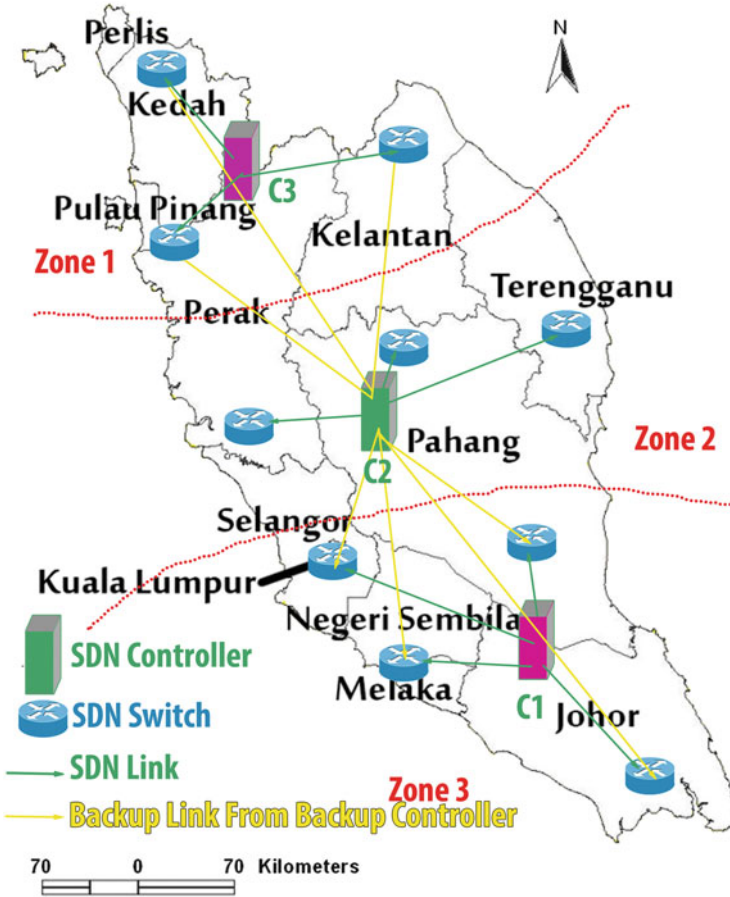 Perlis
N
Kedah
C3
Pulau Pinang
Kelantan
Zone 1
Terengganu
Perak
Pahang
Zone 2
C2
Selangor
Kuala Lumpur
Negeri Sembila
SDN Controller
Melaka
C1
Johor
SDN Switch
SDN Link
Zone 3
Backup Link From Backup Controller
70 0 70 Kilometers